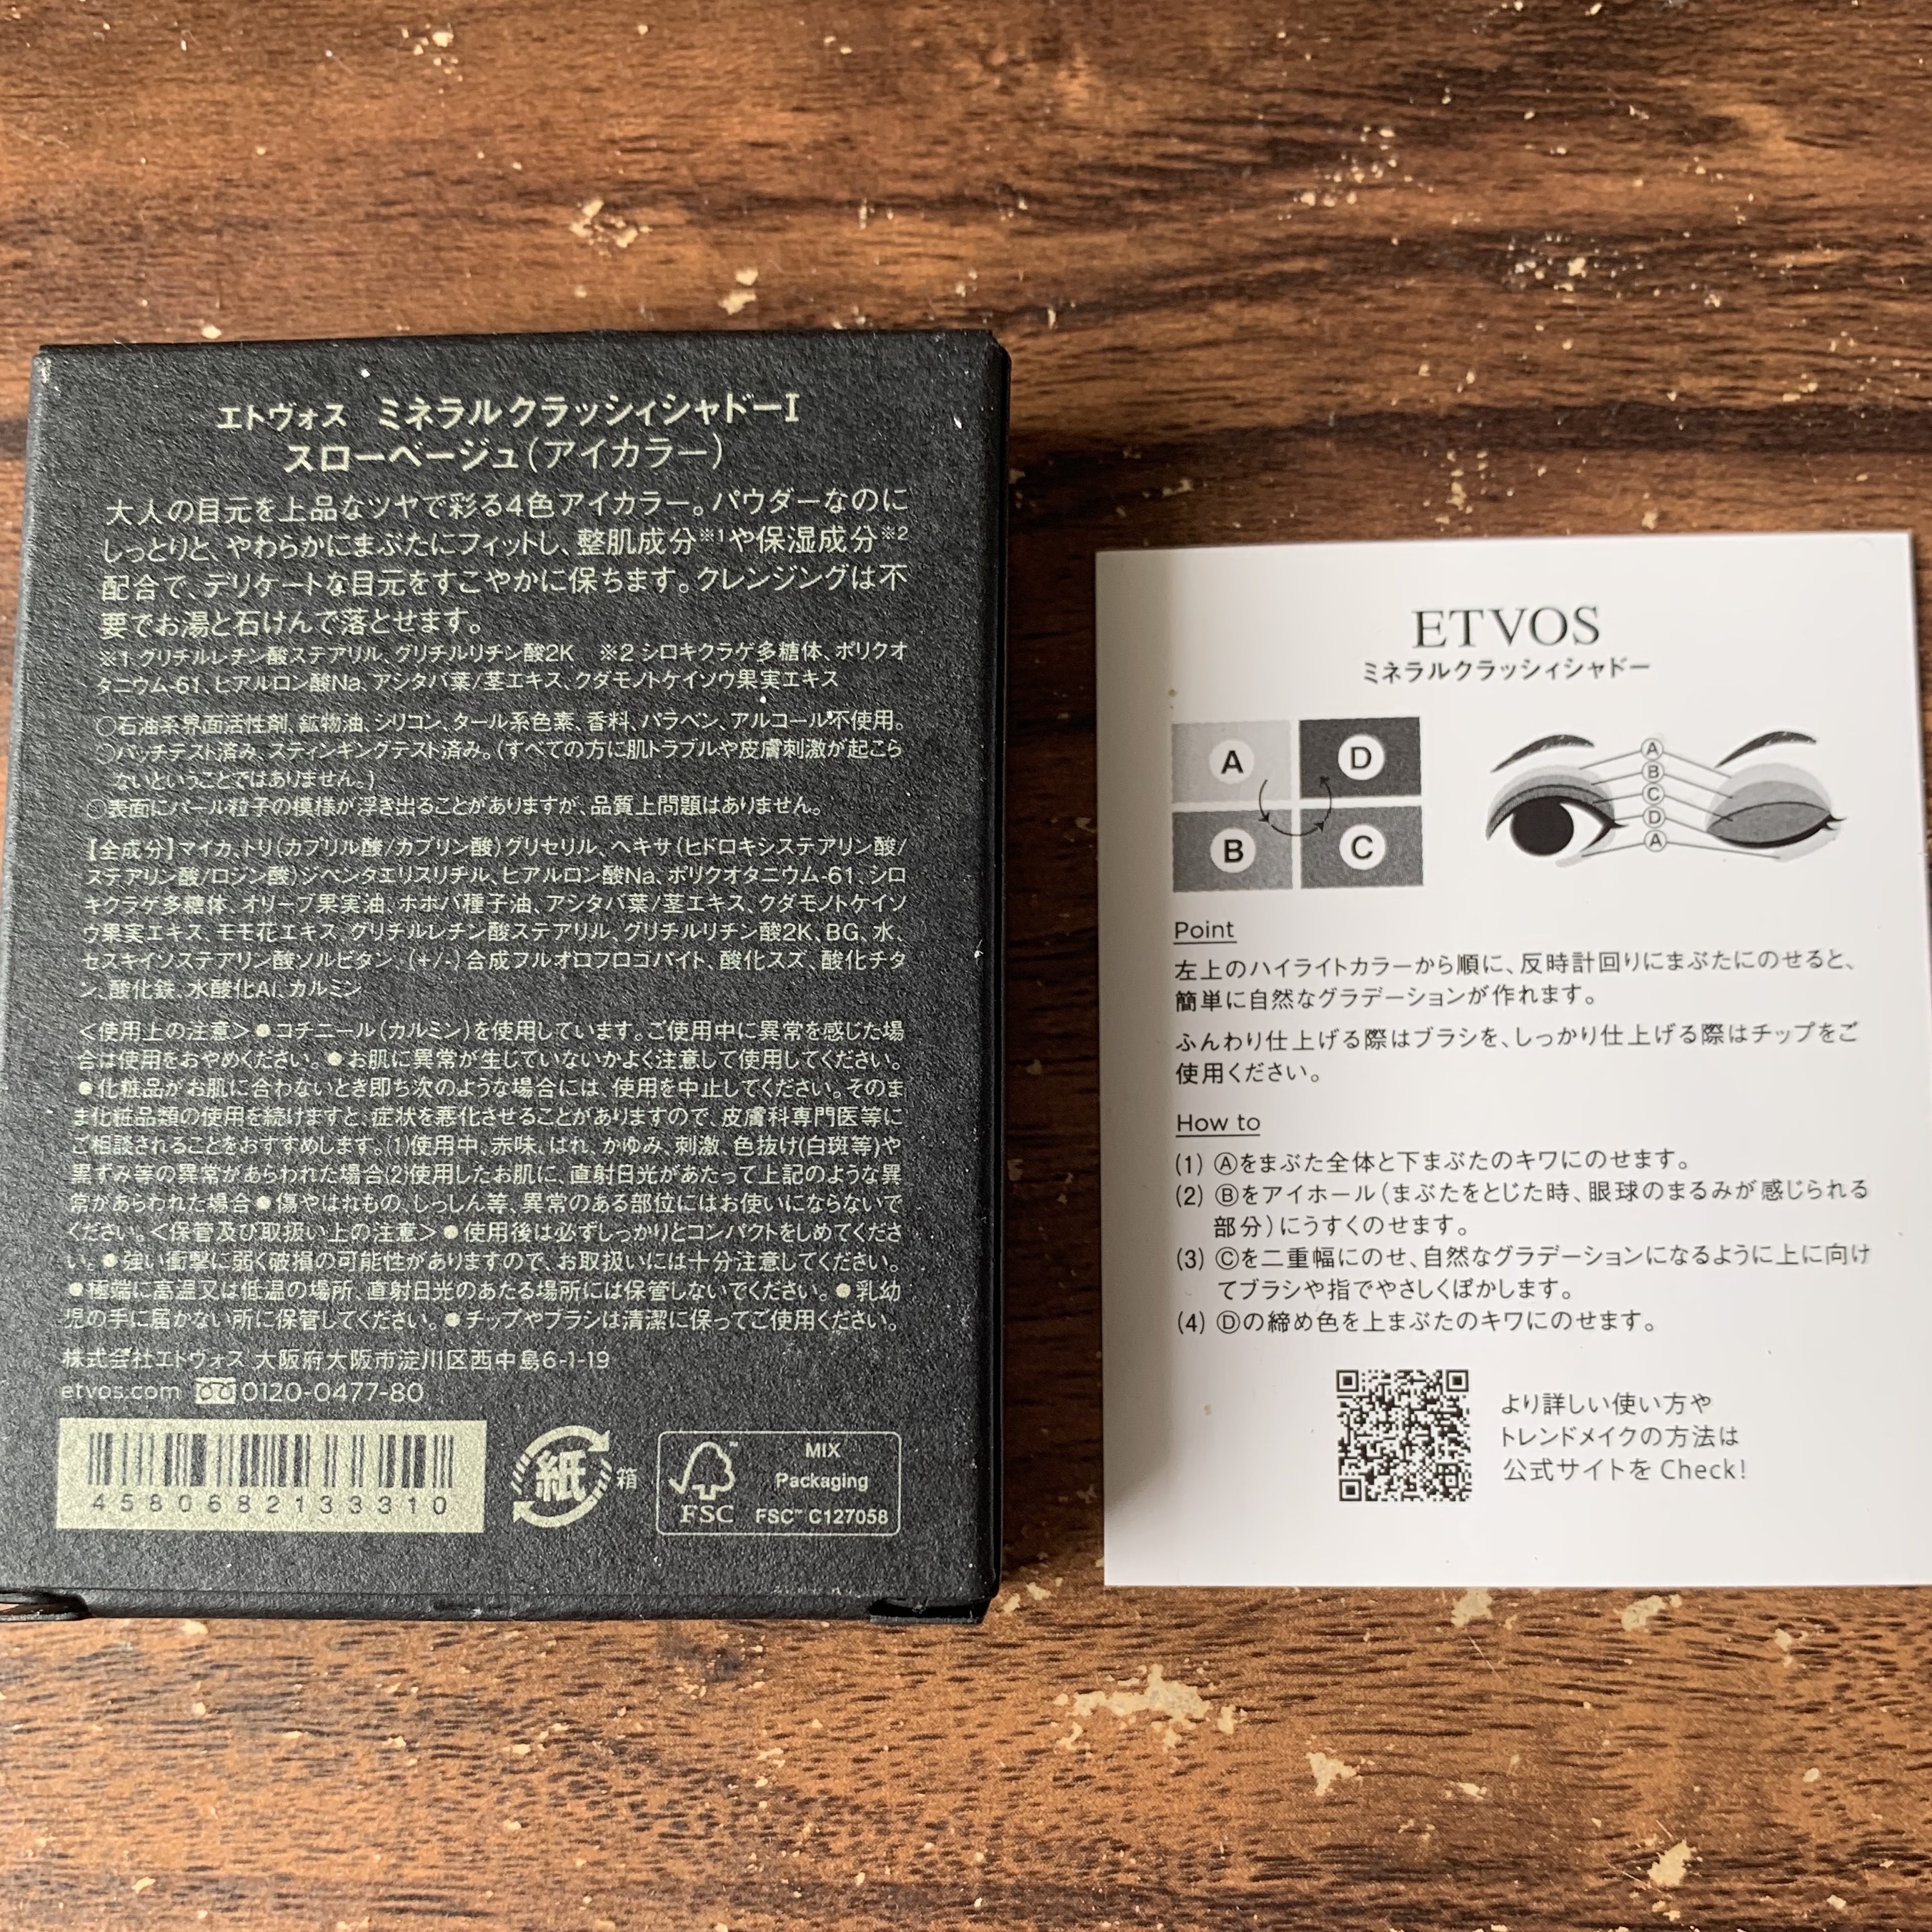 エトヴォス ミネラルクラッシィシャドーI
スローベージュ(アイカラー)
大人の目元を上品なツヤで彩る4色アイカラー。パウダーなのに
しっとりと、やわらかにまぶたにフィットし、整肌成分※1や保湿成分※2
配合で、デリケートな目元をすこやかに保ちます。クレンジングは不
要でお湯と石けんで落とせます。
※1 グリチルレチン酸ステアリル、グリチルリチン酸2K ※2 シロキクラゲ多糖体、ポリクオ
タニウム-61、ヒアルロン酸Na、アシタバ葉/茎エキス、クダモノトケイソウ果実エキス
○石油系界面活性剤、鉱物油、シリコン、タール系色素、香料、パラベン、アルコール不使用。
○パッチテスト済み、スティンギングテスト済み。(すべての方に肌トラブルや皮膚刺激が起こら
ないということではありません。)
○表面にパール粒子の模様が浮き出ることがありますが、品質上問題はありません。
【全成分】マイカ、トリ(カプリル酸/カプリン酸)グリセリル、ヘキサ(ヒドロキシステアリン酸/
ステアリン酸/ロジン酸)ジペンタエリスリチル、ヒアルロン酸Na、ポリクオタニウム-61、シロ
キクラゲ多糖体、オリーブ果実油、ホホバ種子油、アシタバ葉/茎エキス、クダモノトケイソ
ウ果実エキス、モモ花エキス、グリチルレチン酸ステアリル、グリチルリチン酸2K、BG、水、
セスキイソステアリン酸ソルビタン、(+/-)合成フルオロフロゴパイト、酸化スズ、酸化チタ
ン、酸化鉄、水酸化Al、カルミン
<使用上の注意>●コチニール(カルミン)を使用しています。ご使用中に異常を感じた場
合は使用をおやめください。●お肌に異常が生じていないかよく注意して使用してください。
●化粧品がお肌に合わないとき即ち次のような場合には、使用を中止してください。そのま
ま化粧品類の使用を続けますと、症状を悪化させることがありますので、皮膚科専門医等に
ご相談されることをおすすめします。(1)使用中、赤味、はれ、かゆみ、刺激、色抜け(白斑等)や
黒ずみ等の異常があらわれた場合(2)使用したお肌に、直射日光があたって上記のような異
常があらわれた場合●傷やはれもの、しっしん等、異常のある部位にはお使いにならないで
ください。<保管及び取扱い上の注意>●使用後は必ずしっかりとコンパクトをしめてくださ
い。●強い衝撃に弱く破損の可能性がありますので、お取扱いには十分注意してください。
●極端に高温又は低温の場所、直射日光のあたる場所には保管しないでください。●乳幼
児の手に届かない所に保管してください。●チップやブラシは清潔に保ってご使用ください。
株式会社エトヴォス 大阪府大阪市淀川区西中島6-1-19
etvos.com 0120-0477-80
4580682133310
紙 箱
FSC
MIX
Packaging
FSC™ C127058
ETVOS
ミネラルクラッシィシャドー
A D
B C
A
B
C
D
A
Point
左上のハイライトカラーから順に、反時計回りにまぶたにのせると、
簡単に自然なグラデーションが作れます。
ふんわり仕上げる際はブラシを、しっかり仕上げる際はチップをご
使用ください。
How to
(1) Ⓐをまぶた全体と下まぶたのキワにのせます。
(2) Ⓑをアイホール(まぶたをとじた時、眼球のまるみが感じられる
部分)にうすくのせます。
(3) Ⓒを二重幅にのせ、自然なグラデーションになるように上に向け
てブラシや指でやさしくぼかします。
(4) Ⓓの締め色を上まぶたのキワにのせます。
より詳しい使い方や
トレンドメイクの方法は
公式サイトを Check!